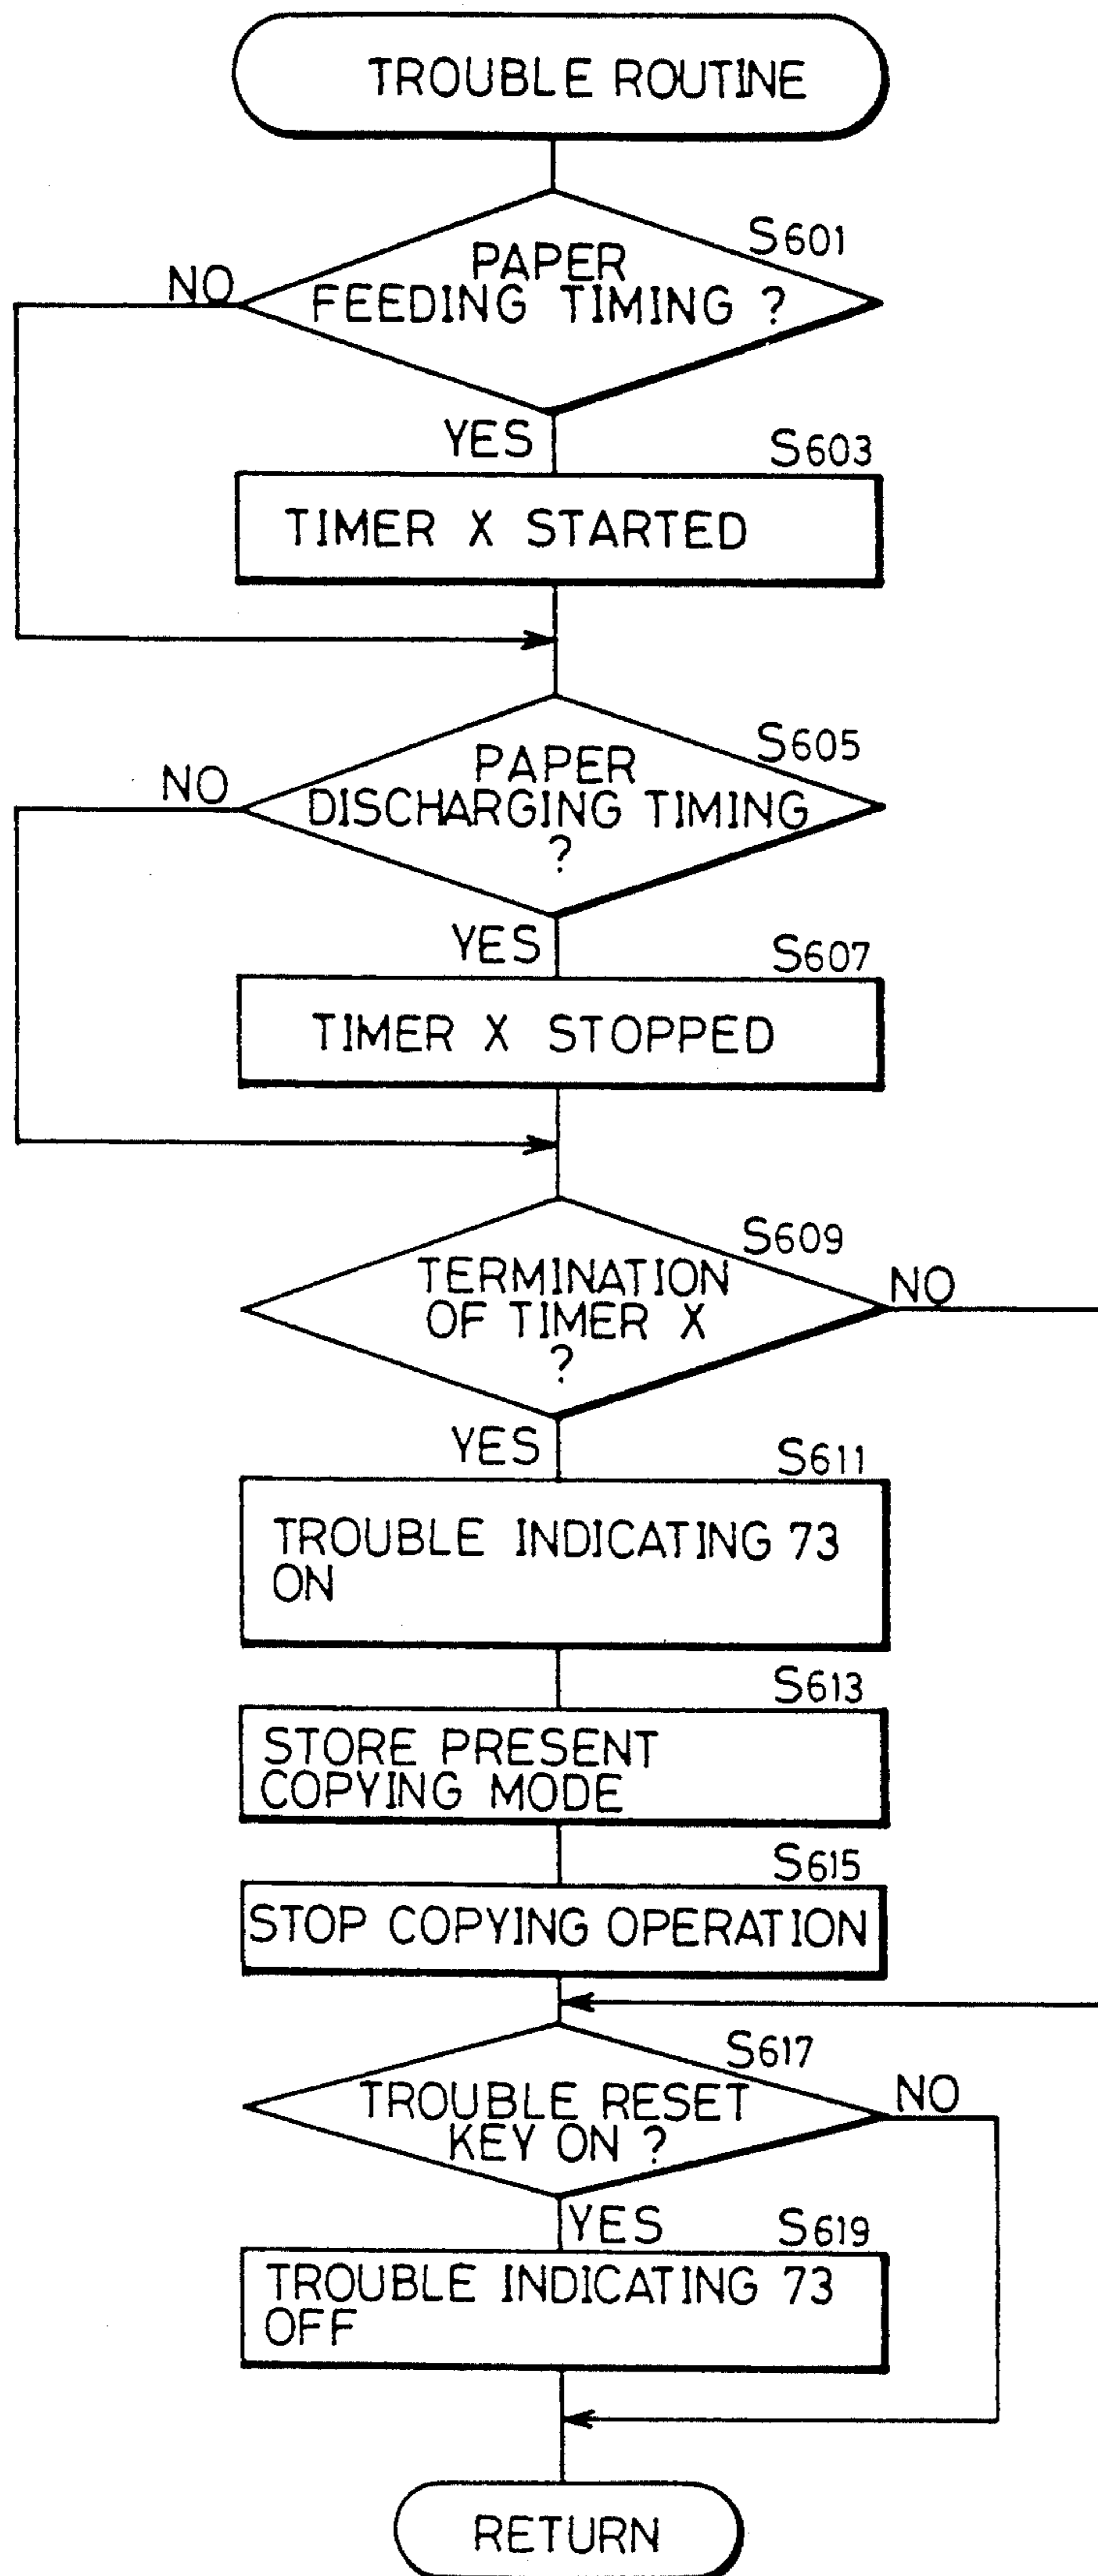 TROUBLE ROUTINE
S601
PAPER
FEEDING TIMING ?
NO
YES
S603
TIMER X STARTED
S605
PAPER
DISCHARGING TIMING
?
NO
YES
S607
TIMER X STOPPED
S609
TERMINATION
OF TIMER X
?
NO
YES
S611
TROUBLE INDICATING 73
ON
S613
STORE PRESENT
COPYING MODE
S615
STOP COPYING OPERATION
S617
TROUBLE RESET
KEY ON ?
NO
YES
S619
TROUBLE INDICATING 73
OFF
RETURN